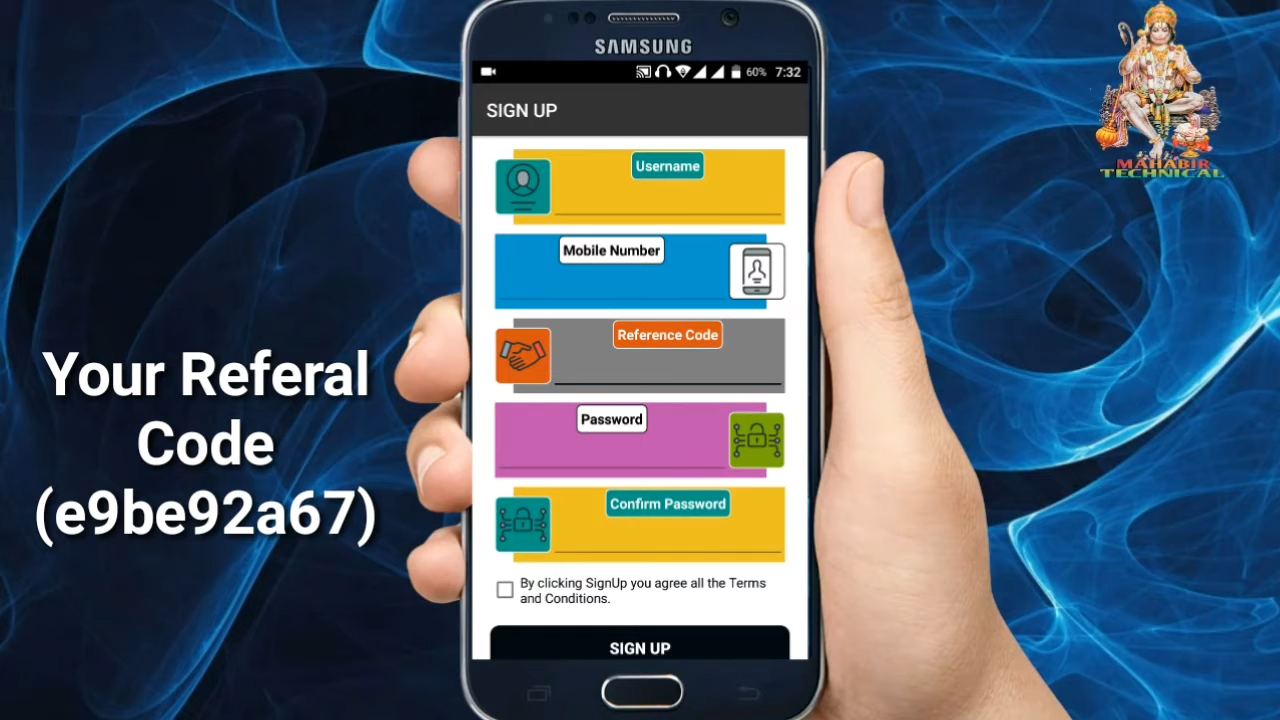 SAMSUNG
60% 7:32
SIGN UP
Username
Mobile Number
Reference Code
Password
Confirm Password
By clicking SignUp you agree all the Terms
and Conditions.
SIGN UP
Your Referal
Code
(e9be92a67)
MAHABIR
TECHNICAL